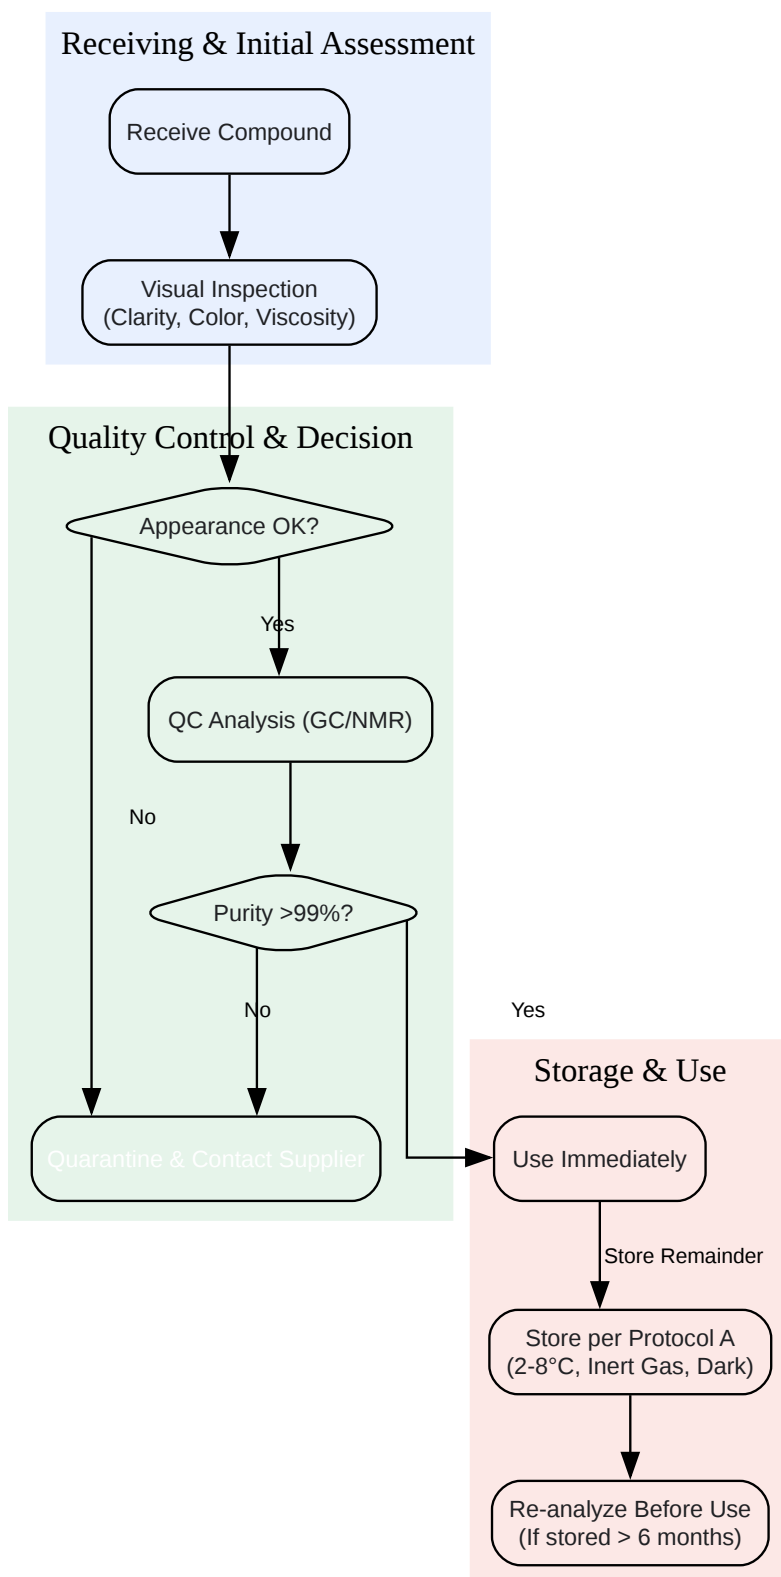 Receiving & Initial Assessment
Receive Compound
Visual Inspection
(Clarity, Color, Viscosity)
Quality Control & Decision
Appearance OK?
Yes
QC Analysis (GC/NMR)
No
Purity >99%?
No
Yes
Quarantine & Contact Supplier
Storage & Use
Use Immediately
Store Remainder
Store per Protocol A
(2-8°C, Inert Gas, Dark)
Re-analyze Before Use
(If stored > 6 months)